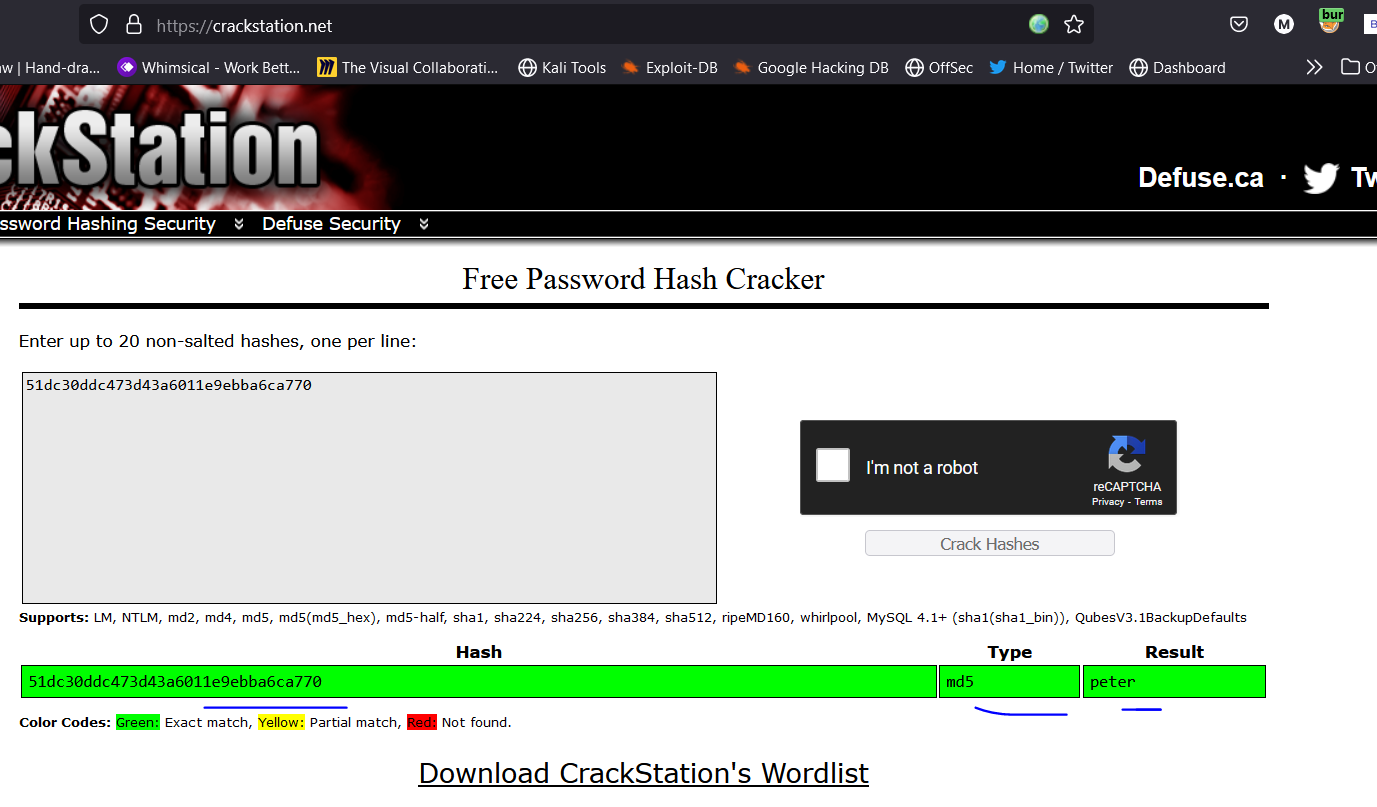 https://crackstation.net
M
bur
B
aw | Hand-dra... Whimsical - Work Bett... The Visual Collaborati... Kali Tools Exploit-DB Google Hacking DB OffSec Home / Twitter Dashboard O
ckStation
Defuse.ca · Tw
ssword Hashing Security Defuse Security
Free Password Hash Cracker
Enter up to 20 non-salted hashes, one per line:
51dc30ddc473d43a6011e9ebba6ca770
I'm not a robot
reCAPTCHA
Privacy - Terms
Crack Hashes
Supports: LM, NTLM, md2, md4, md5, md5(md5_hex), md5-half, sha1, sha224, sha256, sha384, sha512, ripeMD160, whirlpool, MySQL 4.1+ (sha1(sha1_bin)), QubesV3.1BackupDefaults
Hash Type Result
51dc30ddc473d43a6011e9ebba6ca770 md5 peter
Color Codes: Green: Exact match, Yellow: Partial match, Red: Not found.
Download CrackStation's Wordlist